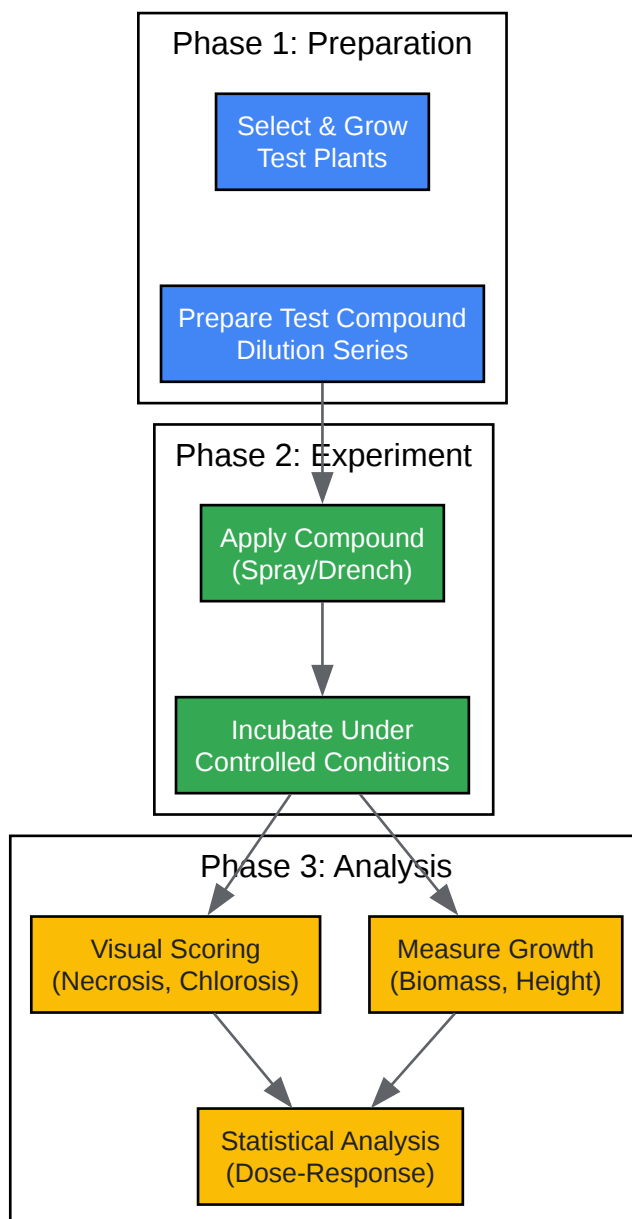 Phase 1: Preparation
Select & Grow
Test Plants
Prepare Test Compound
Dilution Series
Phase 2: Experiment
Apply Compound
(Spray/Drench)
Incubate Under
Controlled Conditions
Phase 3: Analysis
Visual Scoring
(Necrosis, Chlorosis)
Measure Growth
(Biomass, Height)
Statistical Analysis
(Dose-Response)